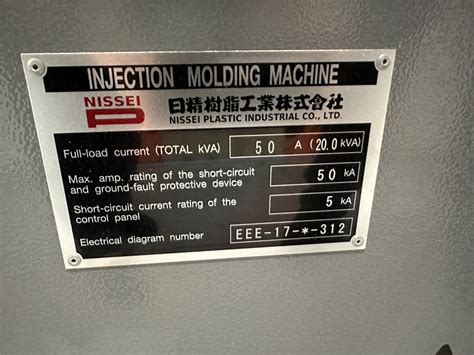 INJECTION MOLDING MACHINE
NISSEI 日精樹脂工業株式會社
NISSEI PLASTIC INDUSTRIAL CO., LTD.
Full-load current (TOTAL kVA) 50 A (20.0 kVA)
Max. amp. rating of the short-circuit
and ground-fault protective device 50 kA
Short-circuit current rating of the
control panel 5 kA
Electrical diagram number EEE-17-*-312